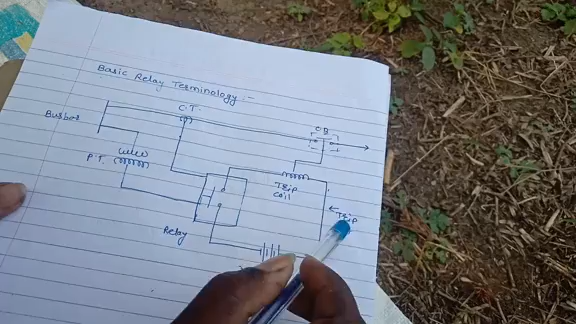 Basic Relay Terminology :-
C.T.
C.B
Busbar
P.T.
Trip
coil
Trip
Relay